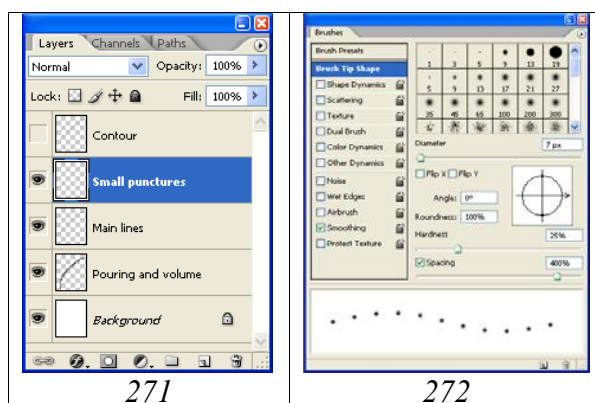 Layers Channels Paths
Normal Opacity: 100%
Lock: Fill: 100%
Contour
Small punctures
Main lines
Pouring and volume
Background
271
Brushes
Brush Presets
Brush Tip Shape
Shape Dynamics
Scattering
Texture
Dual Brush
Color Dynamics
Other Dynamics
Noise
Wet Edges
Airbrush
Smoothing
Protect Texture
1 3 5 9 13 19
5 9 13 17 21 27
35 45 65 100 200 300
Diameter 7 px
Flip X Flip Y
Angle: 0°
Roundness: 100%
Hardness 25%
Spacing 400%
272